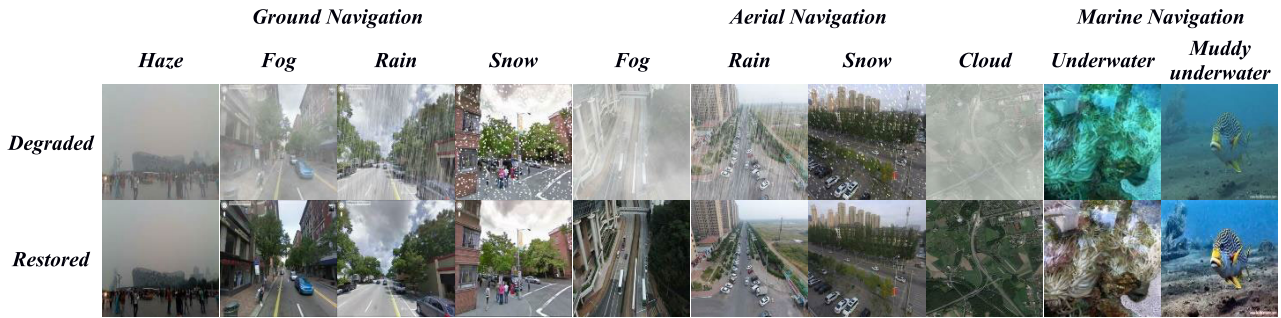 Ground Navigation Aerial Navigation Marine Navigation
Haze Fog Rain Snow Fog Rain Snow Cloud Underwater Muddy underwater
Degraded
Restored